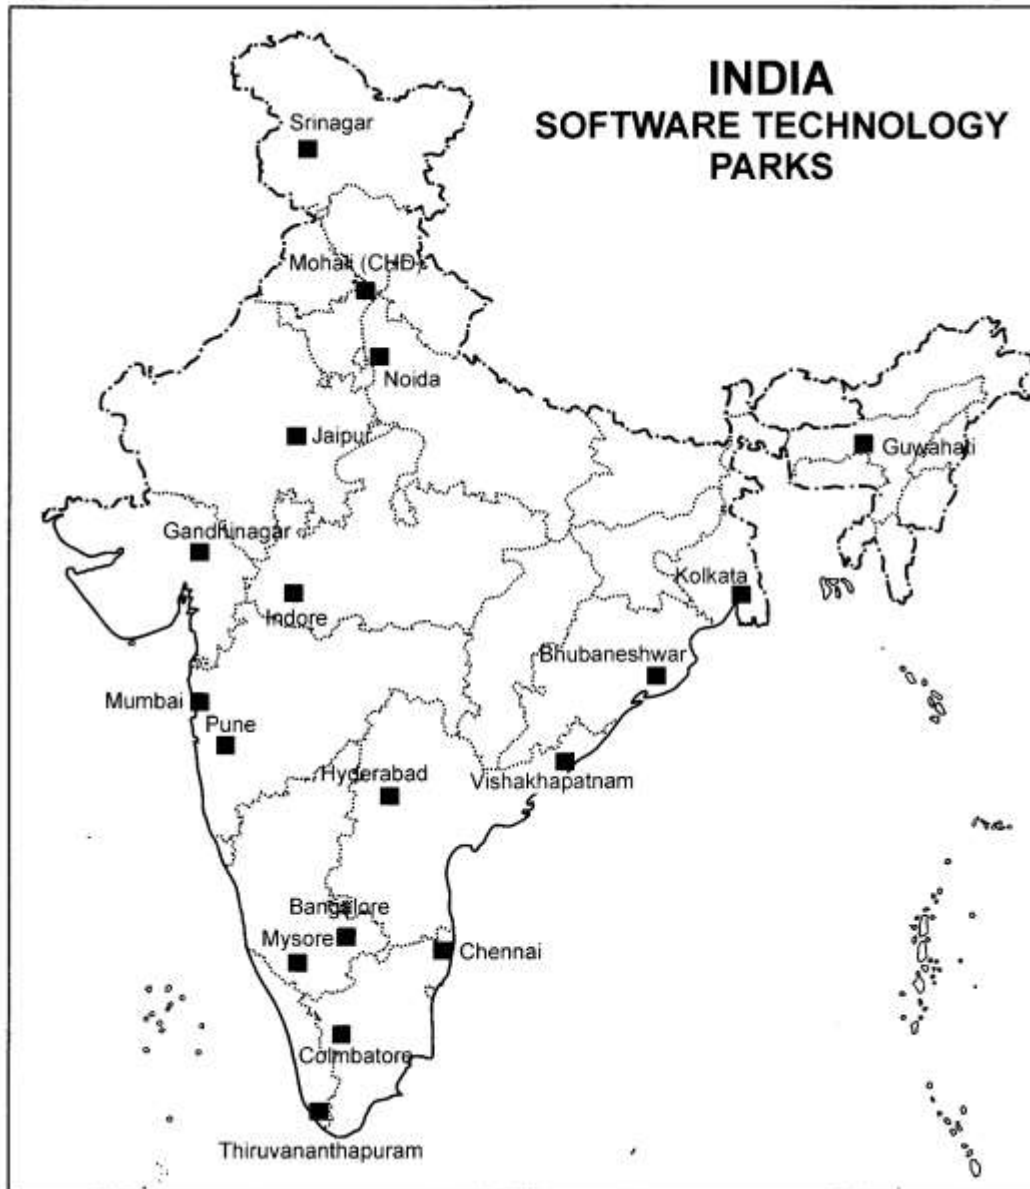 INDIA
SOFTWARE TECHNOLOGY
PARKS
Srinagar
Mohali (CHD)
Noida
Jaipur
Guwahati
Gandhinagar
Indore
Kolkata
Bhubaneshwar
Mumbai
Pune
Hyderabad
Vishakhapatnam
Bangalore
Mysore
Chennai
Coimbatore
Thiruvananthapuram